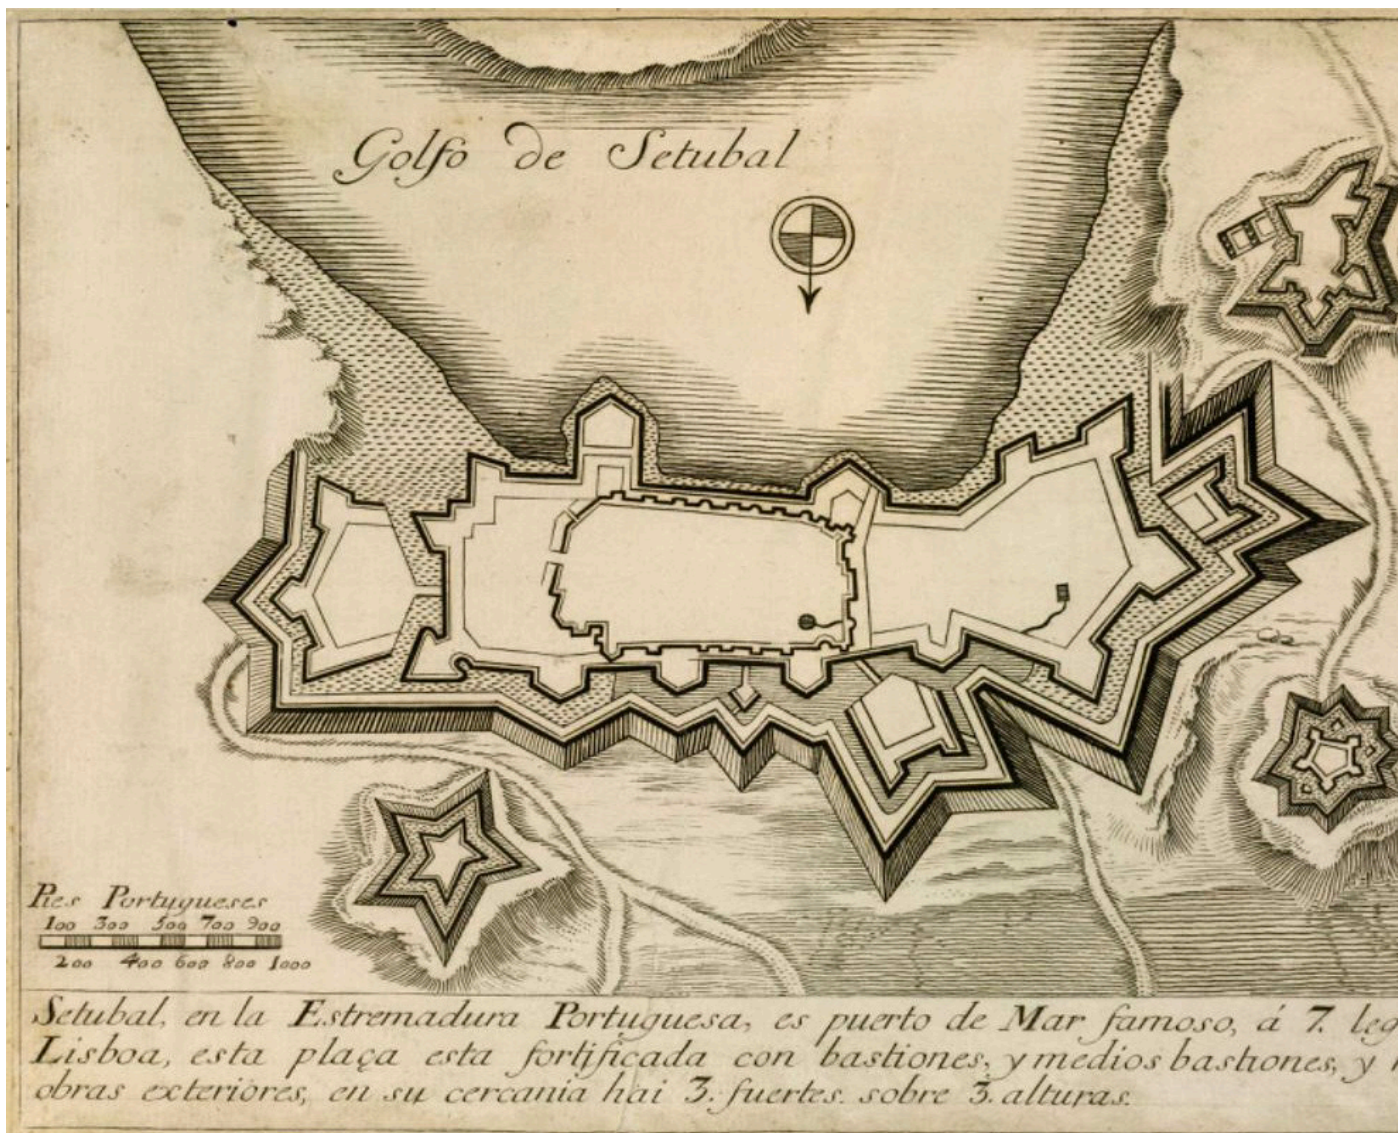 Golfo de Setubal
Pies Portugueses
100 300 500 700 900
200 400 600 800 1000
Setubal, en la Estremadura Portuguesa, es puerto de Mar famoso, á 7. leg
Lisboa, esta plaça esta fortificada con bastiones, y medios bastiones, y
obras exteriores, en su cercania hai 3. fuertes. sobre 3. alturas.